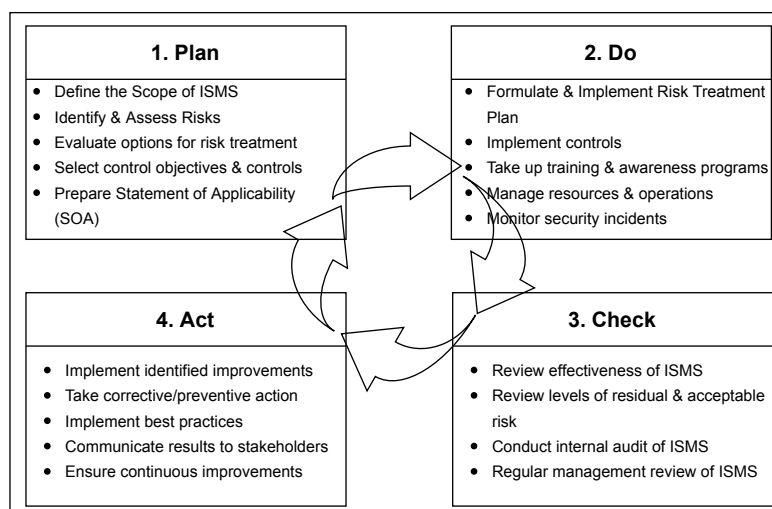 1. Plan
• Define the Scope of ISMS
• Identify & Assess Risks
• Evaluate options for risk treatment
• Select control objectives & controls
• Prepare Statement of Applicability
(SOA)
2. Do
• Formulate & Implement Risk Treatment
Plan
• Implement controls
• Take up training & awareness programs
• Manage resources & operations
• Monitor security incidents
4. Act
• Implement identified improvements
• Take corrective/preventive action
• Implement best practices
• Communicate results to stakeholders
• Ensure continuous improvements
3. Check
• Review effectiveness of ISMS
• Review levels of residual & acceptable
risk
• Conduct internal audit of ISMS
• Regular management review of ISMS